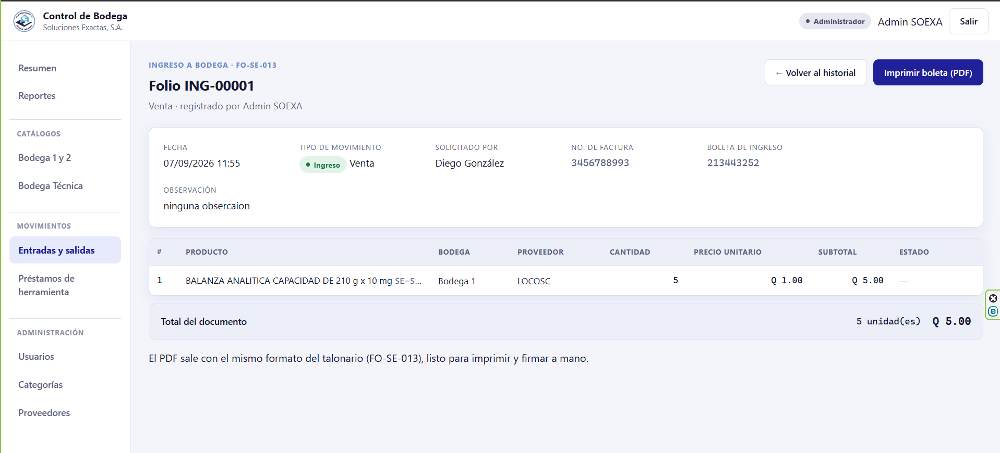 Control de Bodega
Soluciones Exactas, S.A.
Administrador
Admin SOEXA
Salir
Resumen
Reportes
CATÁLOGOS
Bodega 1 y 2
Bodega Técnica
MOVIMIENTOS
Entradas y salidas
Préstamos de
herramienta
ADMINISTRACIÓN
Usuarios
Categorías
Proveedores
INGRESO A BODEGA · FO-SE-013
Folio ING-00001
Venta · registrado por Admin SOEXA
← Volver al historial
Imprimir boleta (PDF)
FECHA
07/09/2026 11:55
TIPO DE MOVIMIENTO
Ingreso Venta
SOLICITADO POR
Diego González
NO. DE FACTURA
3456788993
BOLETA DE INGRESO
213443252
OBSERVACIÓN
ninguna obsercaion
# PRODUCTO BODEGA PROVEEDOR CANTIDAD PRECIO UNITARIO SUBTOTAL ESTADO
1 BALANZA ANALITICA CAPACIDAD DE 210 g x 10 mg SE-S... Bodega 1 LOCOSC 5 Q 1.00 Q 5.00 —
Total del documento 5 unidad(es) Q 5.00
El PDF sale con el mismo formato del talonario (FO-SE-013), listo para imprimir y firmar a mano.